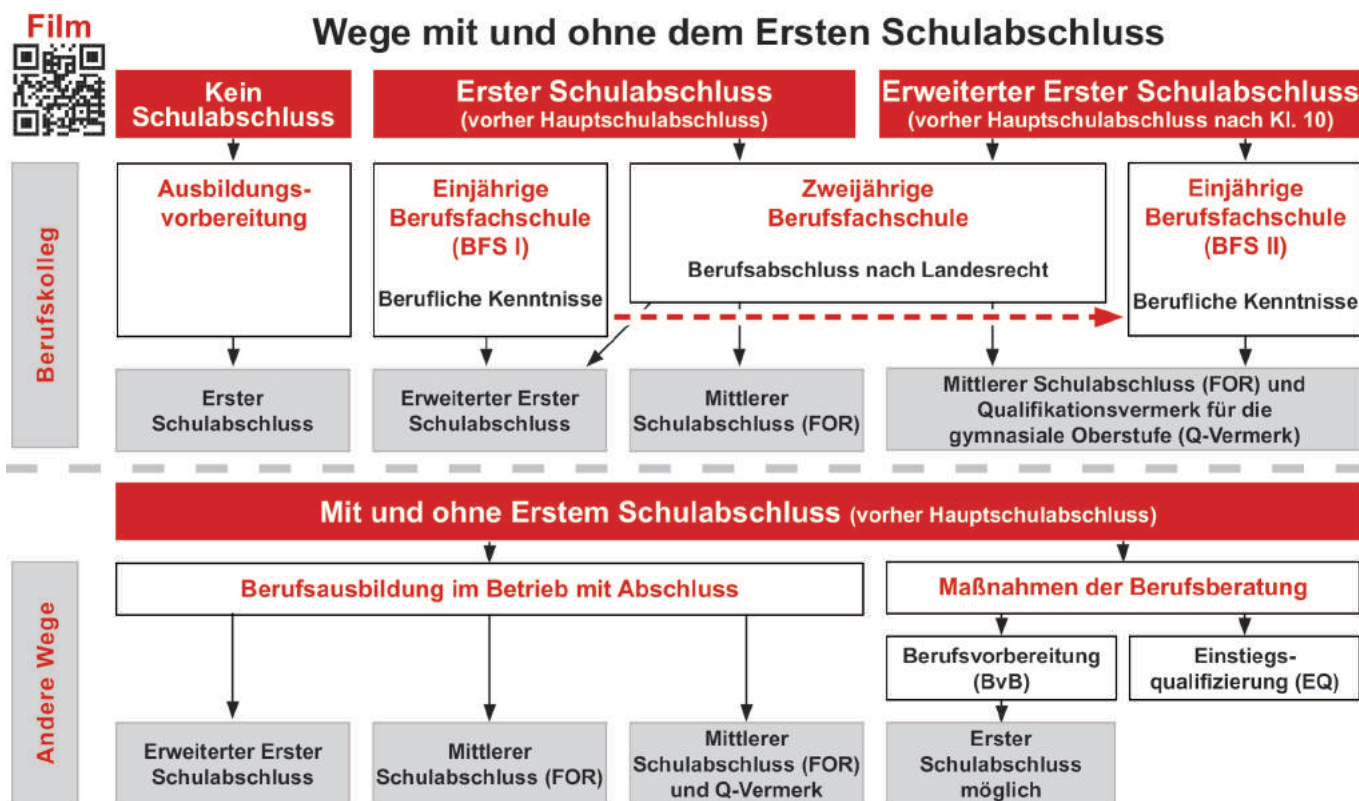 Film
Wege mit und ohne dem Ersten Schulabschluss
Kein
Schulabschluss
Erster Schulabschluss
(vorher Hauptschulabschluss)
Erweiterter Erster Schulabschluss
(vorher Hauptschulabschluss nach Kl. 10)
Berufskolleg
Ausbildungs-
vorbereitung
Einjährige
Berufsfachschule
(BFS I)
Berufliche Kenntnisse
Zweijährige
Berufsfachschule
Berufsabschluss nach Landesrecht
Einjährige
Berufsfachschule
(BFS II)
Berufliche Kenntnisse
Erster
Schulabschluss
Erweiterter Erster
Schulabschluss
Mittlerer
Schulabschluss (FOR)
Mittlerer Schulabschluss (FOR) und
Qualifikationsvermerk für die
gymnasiale Oberstufe (Q-Vermerk)
Mit und ohne Erstem Schulabschluss (vorher Hauptschulabschluss)
Andere Wege
Berufsausbildung im Betrieb mit Abschluss
Maßnahmen der Berufsberatung
Berufsvorbereitung
(BvB)
Einstiegs-
qualifizierung (EQ)
Erweiterter Erster
Schulabschluss
Mittlerer
Schulabschluss (FOR)
Mittlerer
Schulabschluss (FOR)
und Q-Vermerk
Erster
Schulabschluss
möglich